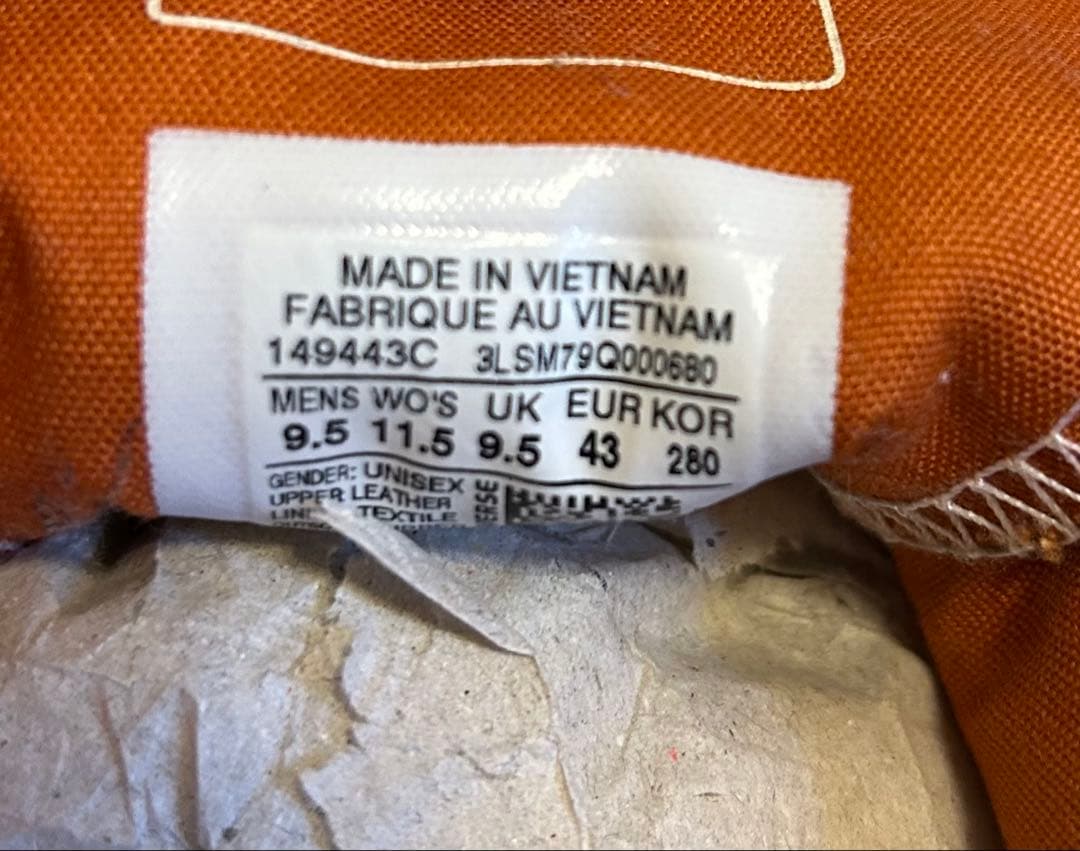 MADE IN VIETNAM
FABRIQUE AU VIETNAM
149443C 3LSM79Q000680
MENS WO'S UK EUR KOR
9.5 11.5 9.5 43 280
GENDER: UNISEX
UPPER LEATHER
TEXTILE